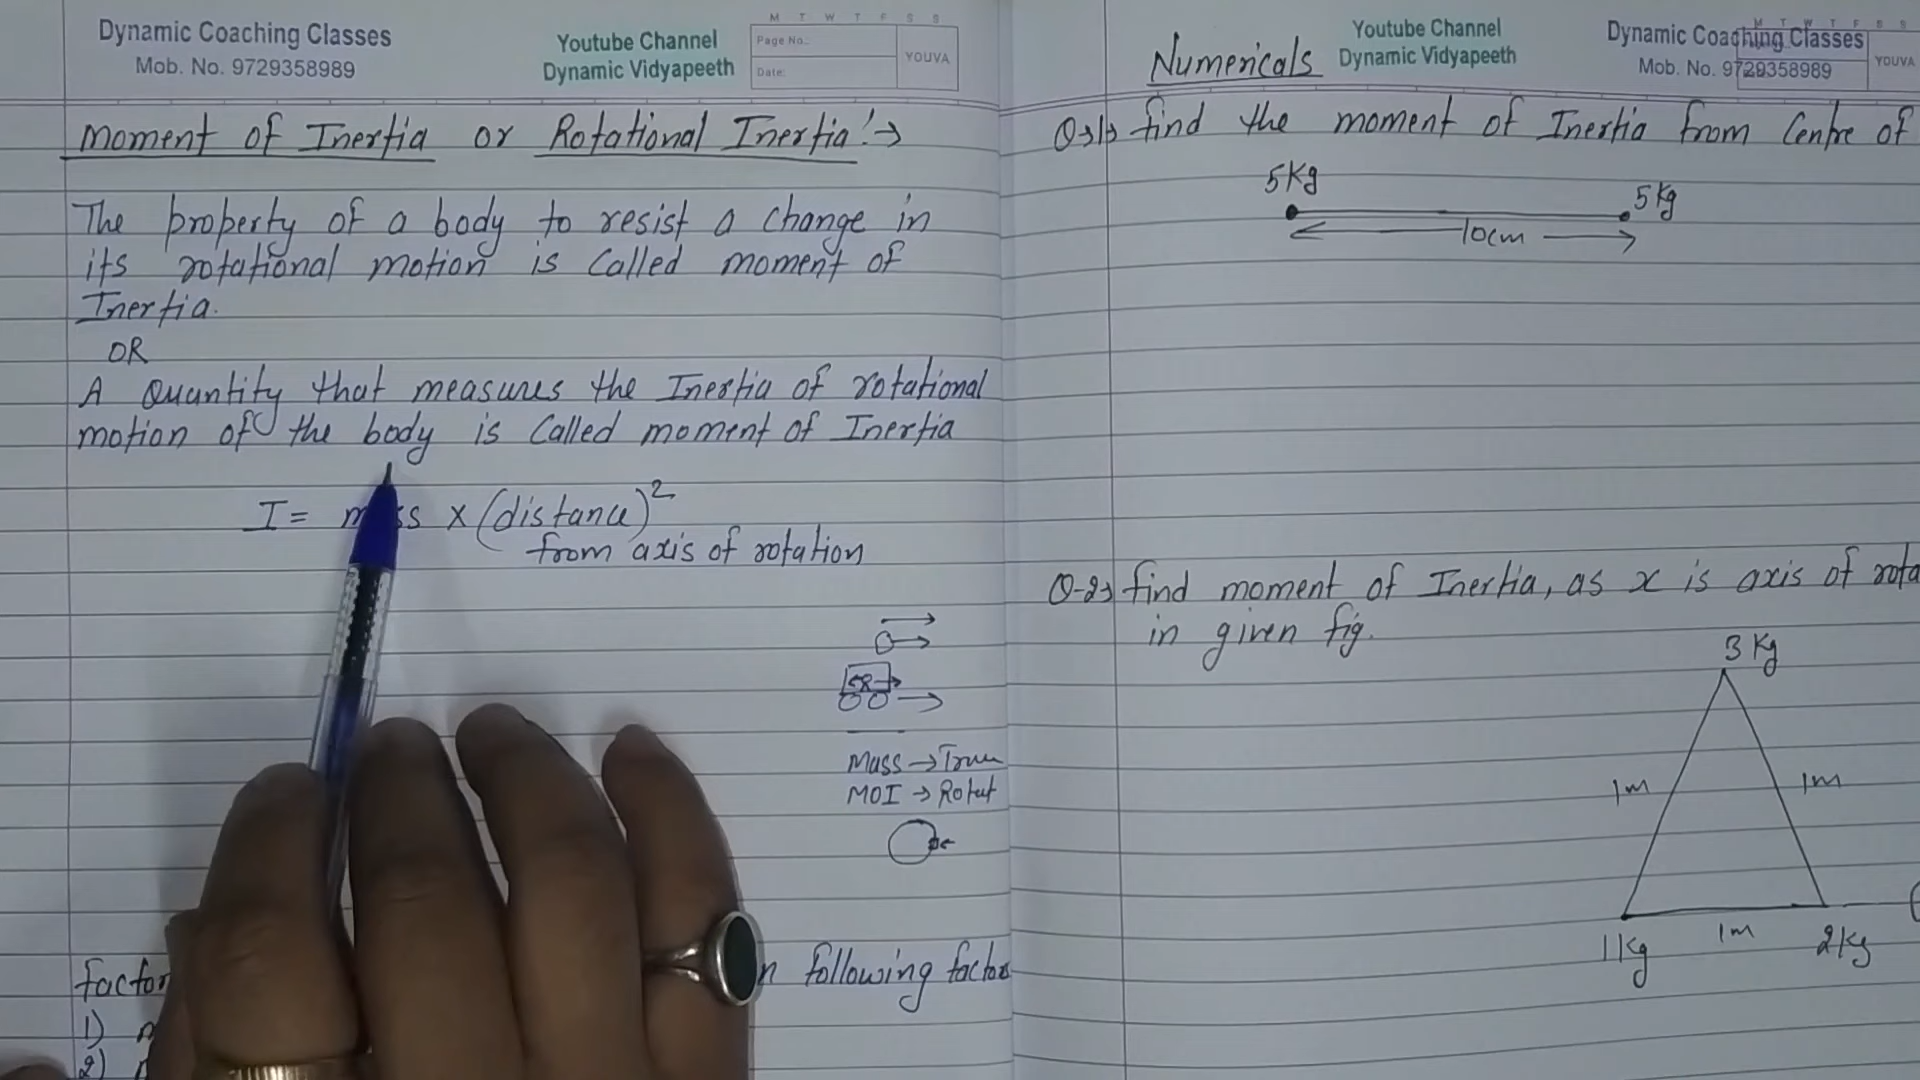 Dynamic Coaching Classes
Mob. No. 9729358989
Youtube Channel
Dynamic Vidyapeeth
M T W T F S S
Page No.:
Date:
YOUVA
Moment of Inertia or Rotational Inertia:→
The property of a body to resist a change in
its rotational motion is Called moment of
Inertia.
OR
A Quantity that measures the Inertia of rotational
motion of the body is Called moment of Inertia
I = mass × (distance)²
from axis of rotation
Mass →
MOI → Rotat
following factors
1)
2)
Numericals
Youtube Channel
Dynamic Vidyapeeth
Dynamic Coaching Classes
Mob. No. 9729358989
M T W T F S S
YOUVA
Q-1) find the moment of Inertia from Centre of
5Kg
5Kg
10cm
Q-2) find moment of Inertia, as x is axis of rota
in given fig.
3 Kg
1m
1m
1Kg
1m
2Kg